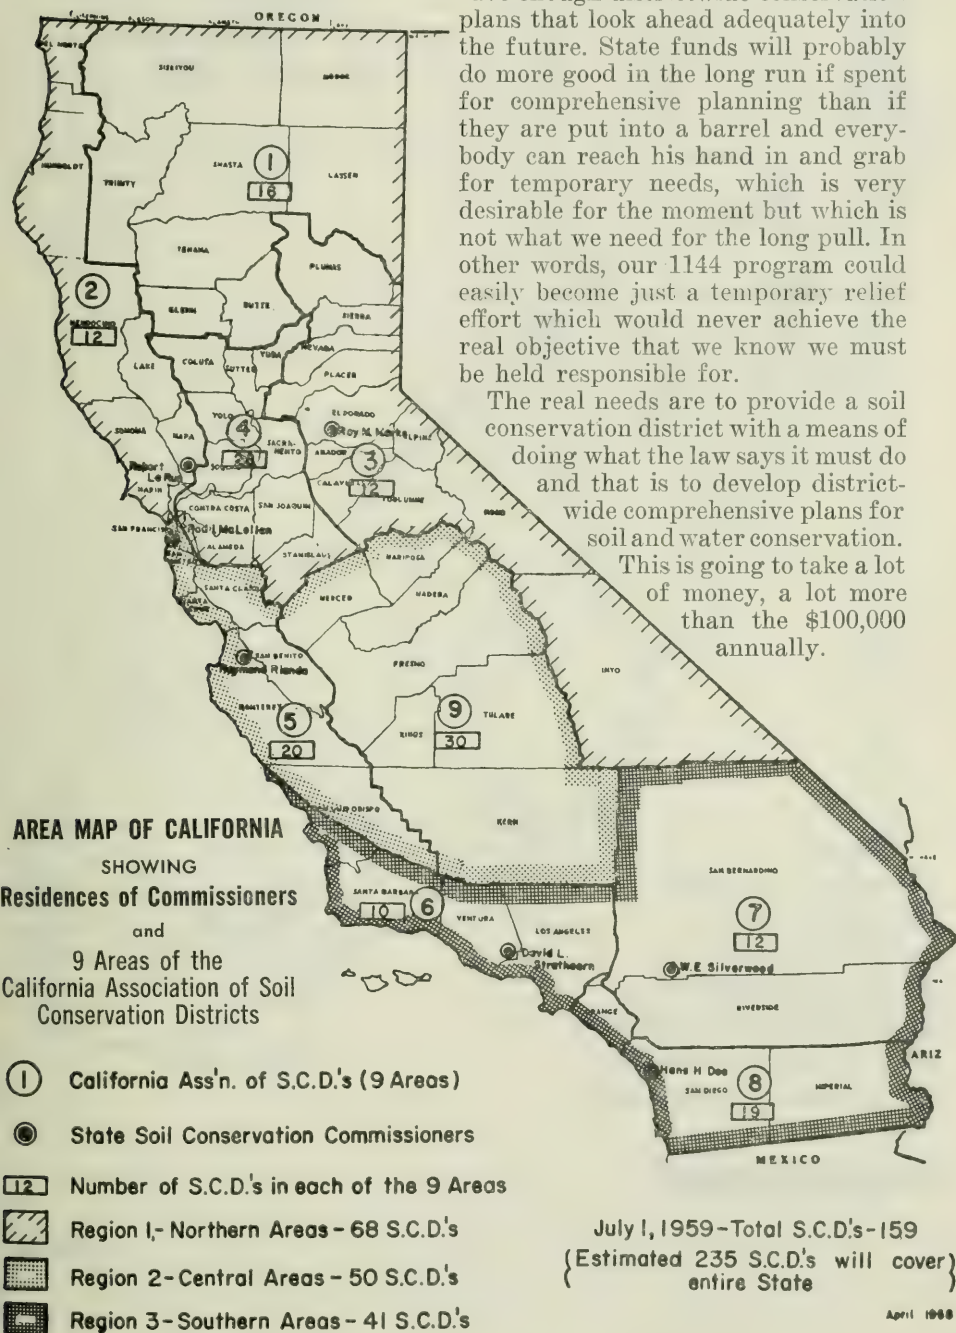 plans that look ahead adequately into
the future. State funds will probably
do more good in the long run if spent
for comprehensive planning than if
they are put into a barrel and every-
body can reach his hand in and grab
for temporary needs, which is very
desirable for the moment but which is
not what we need for the long pull. In
other words, our 1144 program could
easily become just a temporary relief
effort which would never achieve the
real objective that we know we must
be held responsible for.
The real needs are to provide a soil
conservation district with a means of
doing what the law says it must do
and that is to develop district-
wide comprehensive plans for
soil and water conservation.
This is going to take a lot
of money, a lot more
than the $100,000
annually.
OREGON
SISKIYOU
MODOC
HUMBOLDT
TRINITY
SHASTA
1
16
LASSEN
TEHAMA
PLUMAS
2
MENDOCINO
12
GLENN
BUTTE
SIERRA
LAKE
COLUSA
SUTTER
YUBA
NEVADA
PLACER
SONOMA
NAPA
YOLO
4
SACRA-
MENTO
EL DORADO
Roy M.
ALPINE
AMADOR
3
12
CALAVERAS
TUOLUMNE
MONO
Robert
MARIN
CONTRA COSTA
SAN JOAQUIN
SAN FRANCISCO
McLellan
ALAMEDA
STANISLAUS
MARIPOSA
SANTA CLARA
MERCED
MADERA
SAN BENITO
Raymond Rianda
FRESNO
INYO
MONTEREY
5
20
9
30
TULARE
KINGS
SAN LUIS OBISPO
KERN
SANTA BARBARA
10
6
VENTURA
LOS ANGELES
David L.
Strathearn
ORANGE
SAN BERNARDINO
7
12
W.E. Silverwood
RIVERSIDE
Hans H Doe
SAN DIEGO
8
19
IMPERIAL
ARIZ
MEXICO
AREA MAP OF CALIFORNIA
SHOWING
Residences of Commissioners
and
9 Areas of the
California Association of Soil
Conservation Districts
1 California Ass'n. of S.C.D.'s (9 Areas)
State Soil Conservation Commissioners
12 Number of S.C.D.'s in each of the 9 Areas
Region 1,- Northern Areas - 68 S.C.D.'s
Region 2 - Central Areas - 50 S.C.D.'s
Region 3 - Southern Areas - 41 S.C.D.'s
July 1, 1959 - Total S.C.D.'s - 159
(Estimated 235 S.C.D.'s will cover)
entire State
April